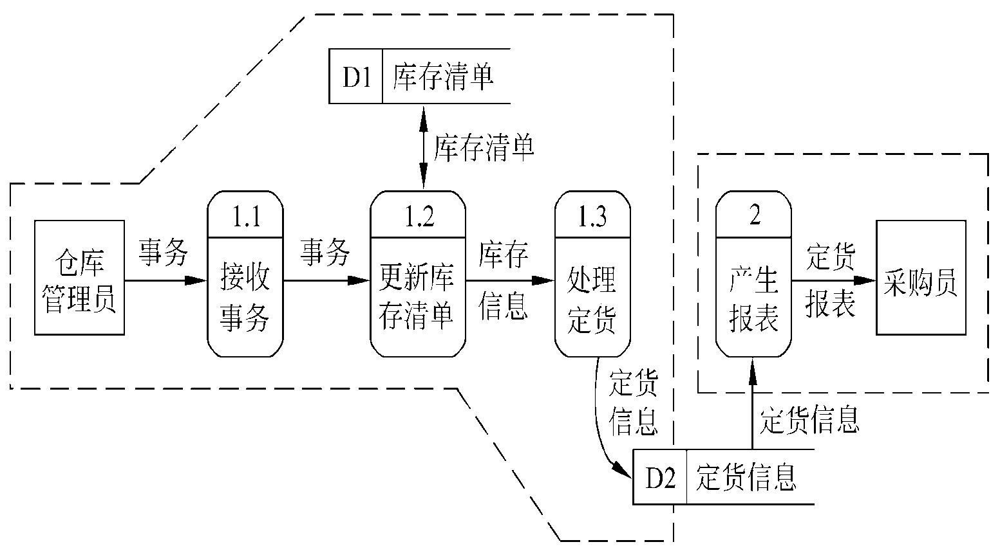 D1
库存清单
库存清单
仓库
管理员
事务
1.1
接收
事务
事务
1.2
更新库
存清单
库存
信息
1.3
处理
定货
2
产生
报表
定货
报表
采购员
定货
信息
定货信息
D2
定货信息